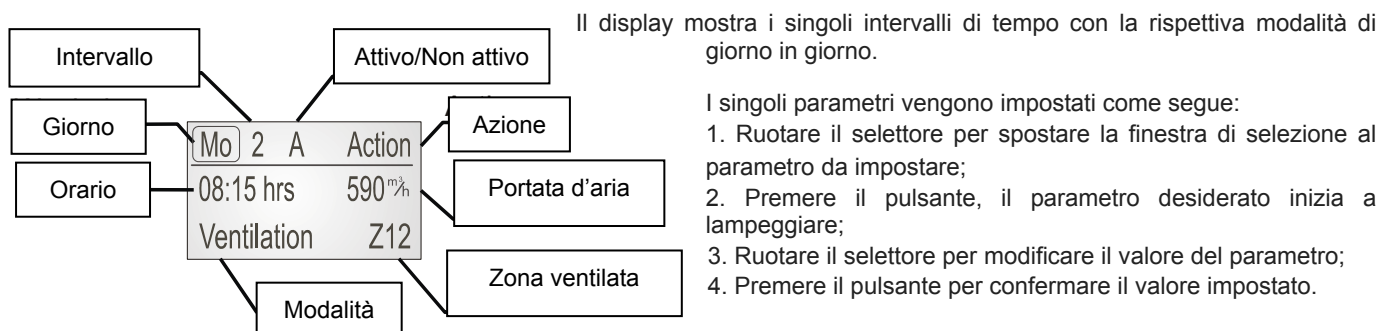 Intervallo
Attivo/Non attivo
Giorno
Azione
Orario
Portata d'aria
Mo 2 A Action
08:15 hrs 590 m³/h
Ventilation Z12
Zona ventilata
Modalità
Il display mostra i singoli intervalli di tempo con la rispettiva modalità di
giorno in giorno.
I singoli parametri vengono impostati come segue:
1. Ruotare il selettore per spostare la finestra di selezione al
parametro da impostare;
2. Premere il pulsante, il parametro desiderato inizia a
lampeggiare;
3. Ruotare il selettore per modificare il valore del parametro;
4. Premere il pulsante per confermare il valore impostato.